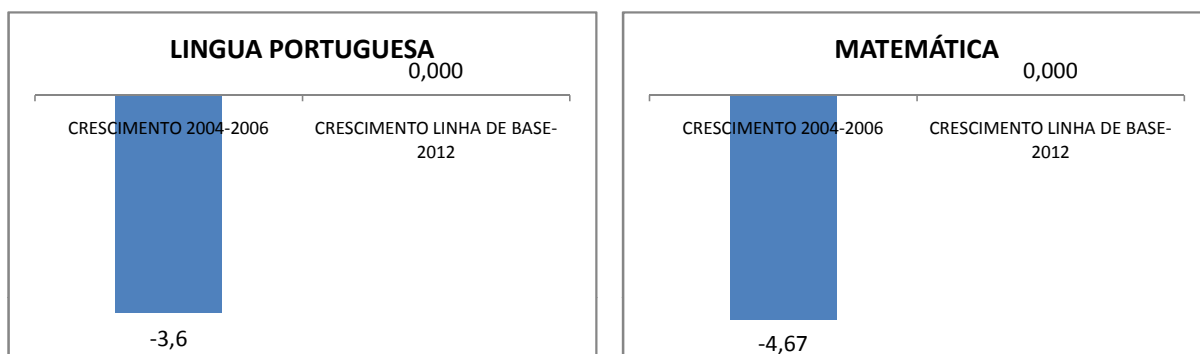 LINGUA PORTUGUESA
0,000
CRESCIMENTO 2004-2006
CRESCIMENTO LINHA DE BASE-
2012
-3,6
MATEMÁTICA
0,000
CRESCIMENTO 2004-2006
CRESCIMENTO LINHA DE BASE-
2012
-4,67